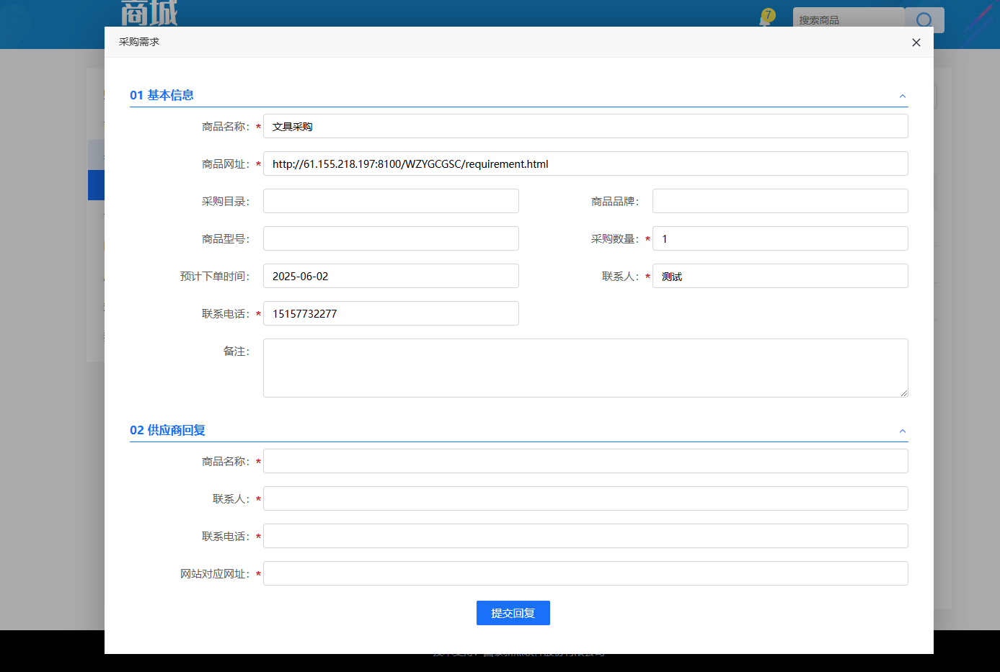 商城
7
搜索商品
采购需求
01 基本信息
商品名称：* 文具采购
商品网址：* http://61.155.218.197:8100/WZYGCGSC/requirement.html
采购目录： 商品品牌：
商品型号： 采购数量：* 1
预计下单时间： 2025-06-02 联系人：* 测试
联系电话：* 15157732277
备注：
02 供应商回复
商品名称：*
联系人：*
联系电话：*
网站对应网址：*
提交回复